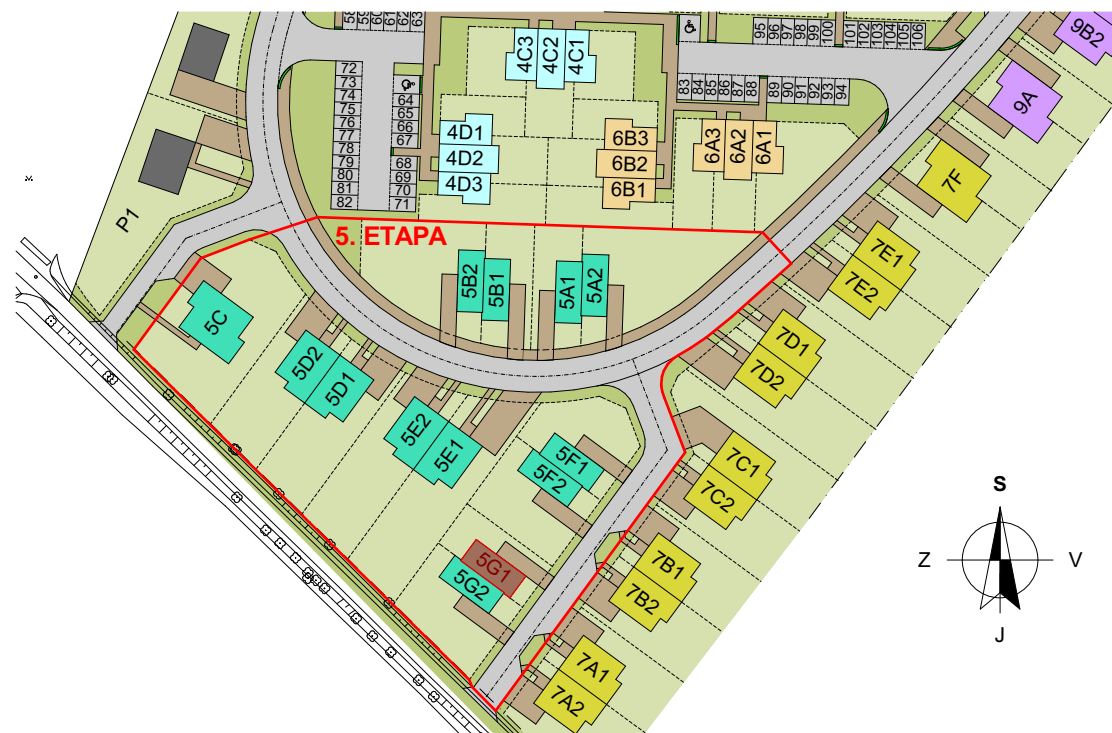 58
59
60
61
62
63
72
73
74
75
76
77
78
79
80
81
82
64
65
66
67
68
69
70
71
4C3
4C2
4C1
4D1
4D2
4D3
6B3
6B2
6B1
6A3
6A2
6A1
83
84
85
86
87
88
89
90
91
92
93
94
95
96
97
98
99
100
101
102
103
104
105
106
9B2
9A
7F
7E1
7E2
7D1
7D2
7C1
7C2
7B1
7B2
7A1
7A2
P1
5. ETAPA
5B2
5B1
5A1
5A2
5C
5D2
5D1
5E2
5E1
5F1
5F2
5G1
5G2
S
Z
V
J